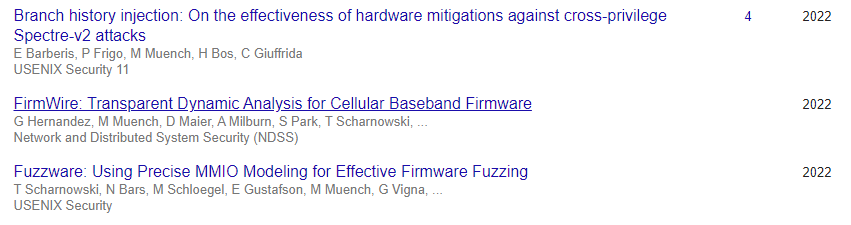 Branch history injection: On the effectiveness of hardware mitigations against cross-privilege 4 2022
Spectre-v2 attacks
E Barberis, P Frigo, M Muench, H Bos, C Giuffrida
USENIX Security 11
FirmWire: Transparent Dynamic Analysis for Cellular Baseband Firmware 2022
G Hernandez, M Muench, D Maier, A Milburn, S Park, T Scharnowski, ...
Network and Distributed System Security (NDSS)
Fuzzware: Using Precise MMIO Modeling for Effective Firmware Fuzzing 2022
T Scharnowski, N Bars, M Schloegel, E Gustafson, M Muench, G Vigna, ...
USENIX Security